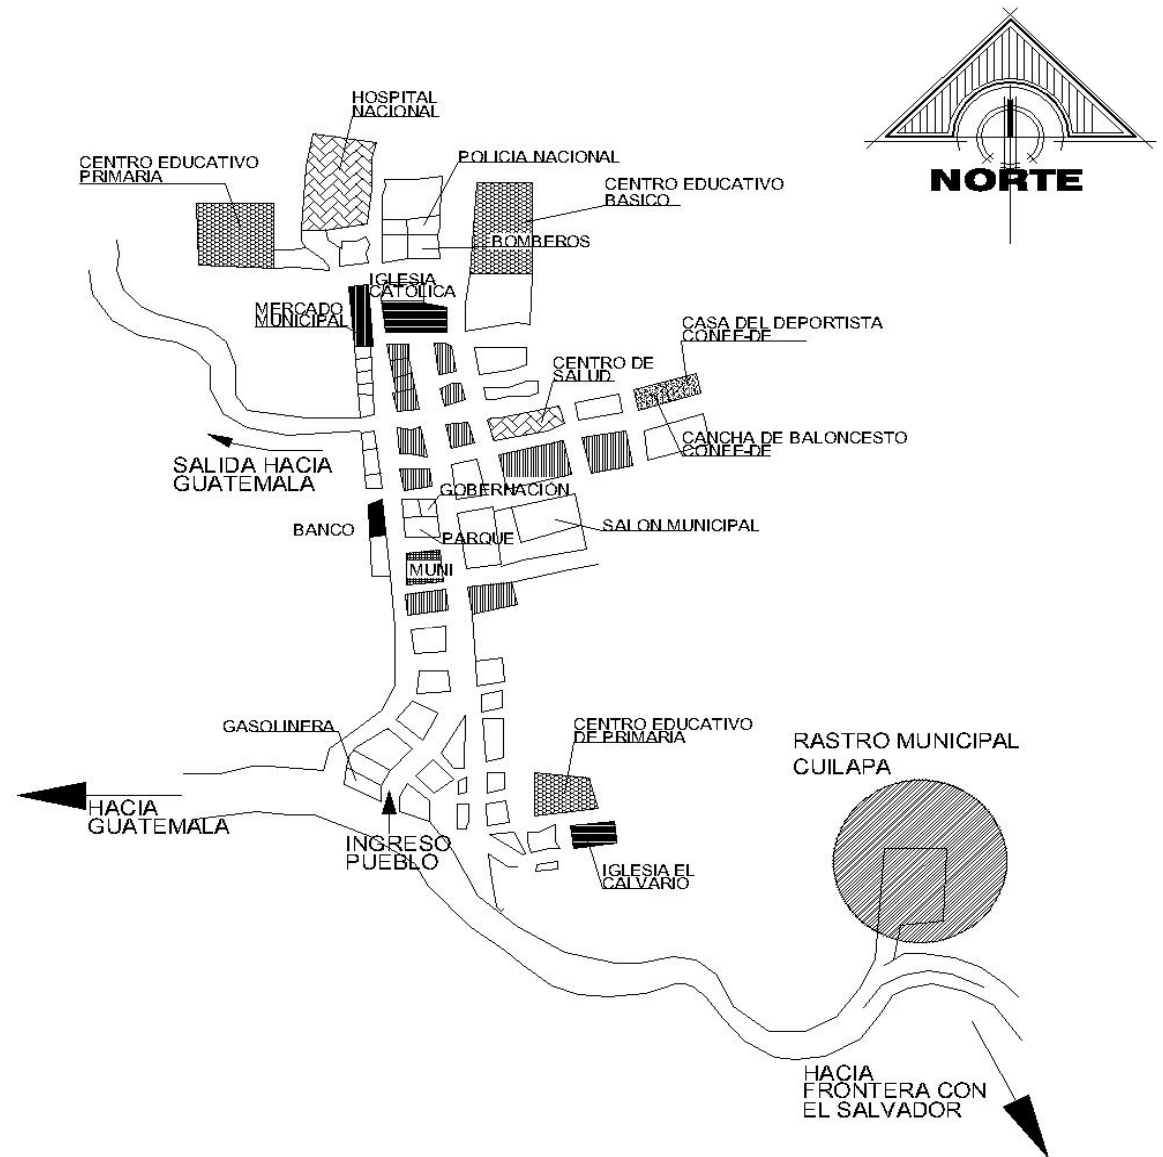 HOSPITAL
NACIONAL
CENTRO EDUCATIVO
PRIMARIA
POLICIA NACIONAL
CENTRO EDUCATIVO
BASICO
NORTE
BOMBEROS
IGLESIA
CATOLICA
MERCADO
MUNICIPAL
CASA DEL DEPORTISTA
CONFE-DE
CENTRO DE
SALUD
CANCHA DE BALONCESTO
CONFE-DE
SALIDA HACIA
GUATEMALA
GOBERNACIÓN
BANCO
PARQUE
SALON MUNICIPAL
MUNI
GASOLINERA
CENTRO EDUCATIVO
DE PRIMARIA
RASTRO MUNICIPAL
CUILAPA
HACIA
GUATEMALA
INGRESO
PUEBLO
IGLESIA EL
CALVARIO
HACIA
FRONTERA CON
EL SALVADOR